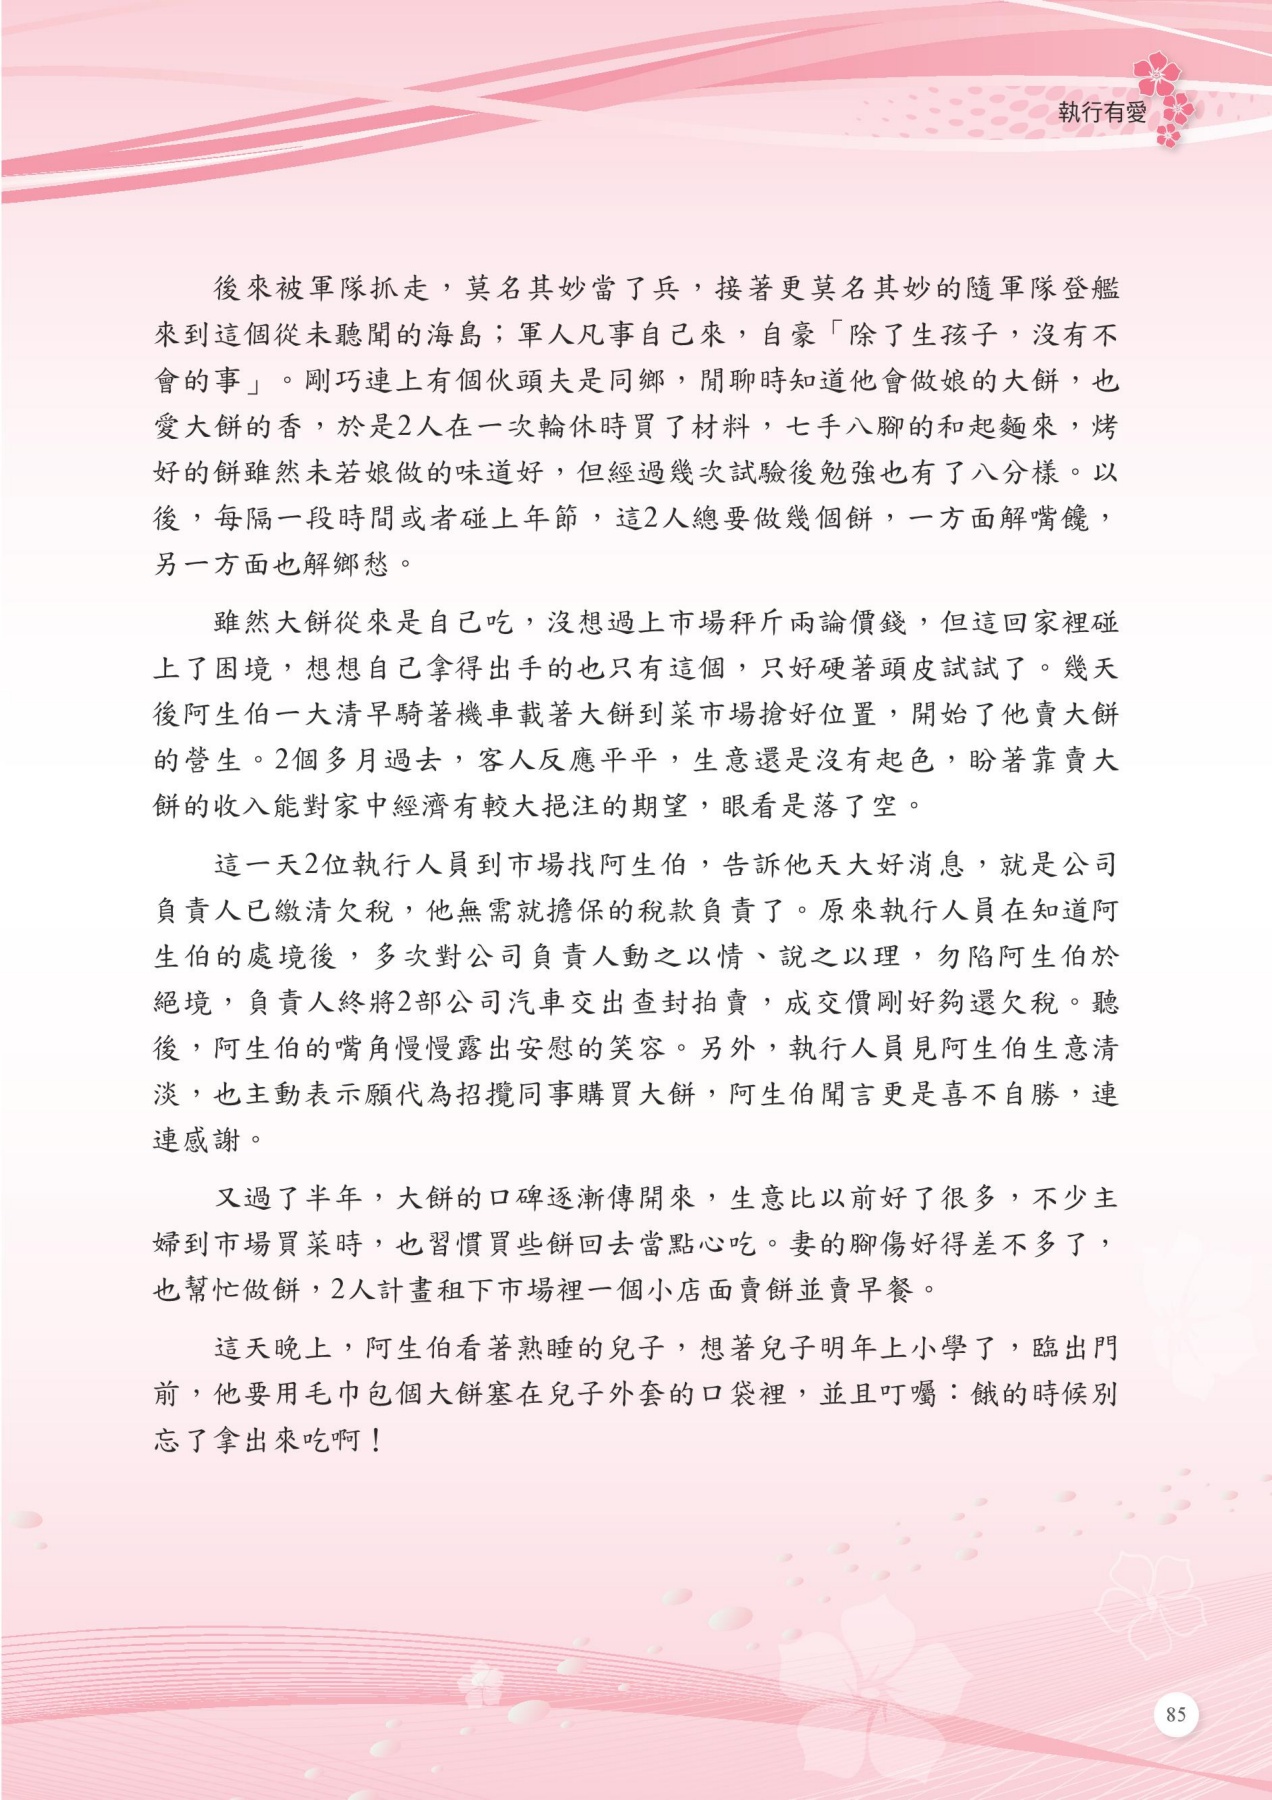 執行有愛
後來被軍隊抓走，莫名其妙當了兵，接著更莫名其妙的隨軍隊登艦
來到這個從未聽聞的海島；軍人凡事自己來，自豪「除了生孩子，沒有不
會的事」。剛巧連上有個伙頭夫是同鄉，閒聊時知道他會做娘的大餅，也
愛大餅的香，於是2人在一次輪休時買了材料，七手八腳的和起麵來，烤
好的餅雖然未若娘做的味道好，但經過幾次試驗後勉強也有了八分樣。以
後，每隔一段時間或者碰上年節，這2人總要做幾個餅，一方面解嘴饞，
另一方面也解鄉愁。
雖然大餅從來是自己吃，沒想過上市場秤斤兩論價錢，但這回家裡碰
上了困境，想想自己拿得出手的也只有這個，只好硬著頭皮試試了。幾天
後阿生伯一大清早騎著機車載著大餅到菜市場搶好位置，開始了他賣大餅
的營生。2個多月過去，客人反應平平，生意還是沒有起色，盼著靠賣大
餅的收入能對家中經濟有較大挹注的期望，眼看是落了空。
這一天2位執行人員到市場找阿生伯，告訴他天大好消息，就是公司
負責人已繳清欠稅，他無需就擔保的稅款負責了。原來執行人員在知道阿
生伯的處境後，多次對公司負責人動之以情、說之以理，勿陷阿生伯於
絕境，負責人終將2部公司汽車交出查封拍賣，成交價剛好夠還欠稅。聽
後，阿生伯的嘴角慢慢露出安慰的笑容。另外，執行人員見阿生伯生意清
淡，也主動表示願代為招攬同事購買大餅，阿生伯聞言更是喜不自勝，連
連感謝。
又過了半年，大餅的口碑逐漸傳開來，生意比以前好了很多，不少主
婦到市場買菜時，也習慣買些餅回去當點心吃。妻的腳傷好得差不多了，
也幫忙做餅，2人計畫租下市場裡一個小店面賣餅並賣早餐。
這天晚上，阿生伯看著熟睡的兒子，想著兒子明年上小學了，臨出門
前，他要用毛巾包個大餅塞在兒子外套的口袋裡，並且叮囑：餓的時候別
忘了拿出來吃啊！
85